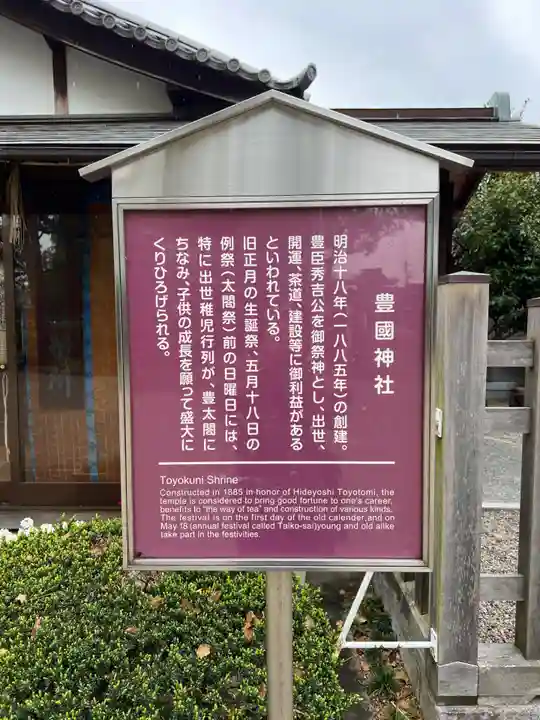 豊國神社
明治十八年(一八八五年)の創建。
豊臣秀吉公を御祭神とし、出世、
開運、茶道、建設等に御利益がある
といわれている。
旧正月の生誕祭、五月十八日の
例祭(太閤祭)前の日曜日には、
特に出世稚児行列が、豊太閤に
ちなみ、子供の成長を願って盛大に
くりひろげられる。
Toyokuni Shrine
Constructed in 1885 in honor of Hideyoshi Toyotomi, the
temple is considered to bring good fortune to one's career,
benefits to "the way of tea" and construction of various kinds.
The festival is on the first day of the old calender, and on
May 18 (annual festival called Taiko-sai) young and old alike
take part in the festivities.